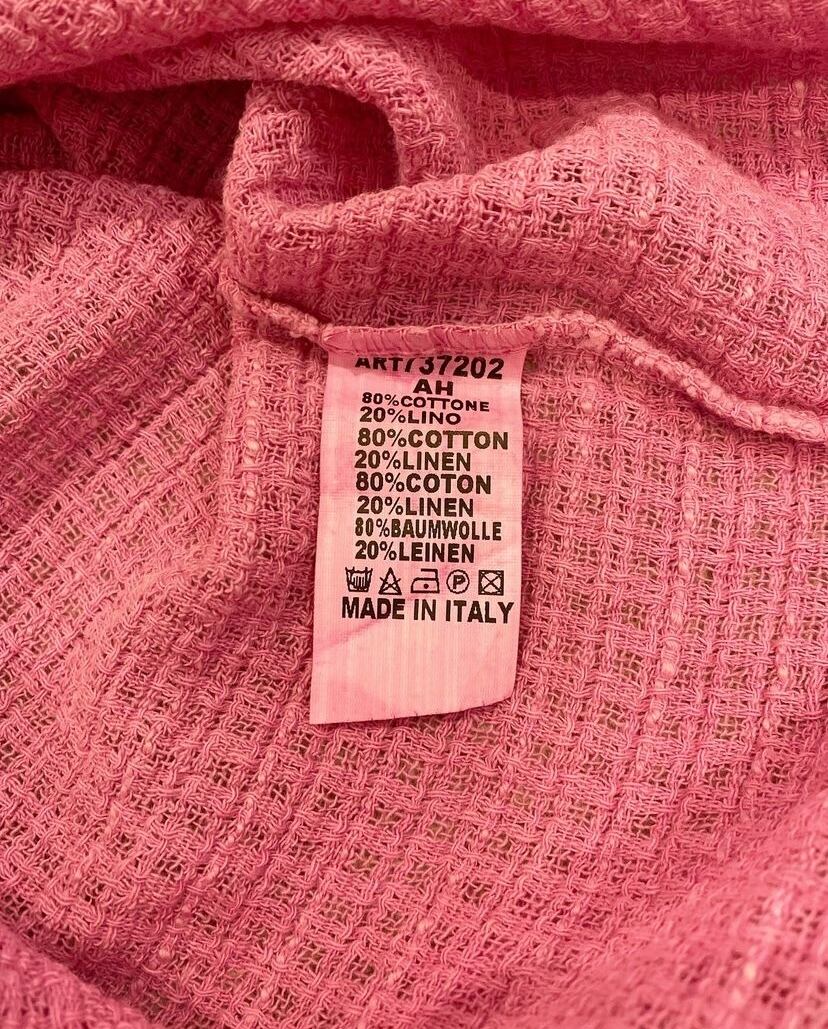 ART737202
AH
80%COTTONE
20%LINO
80%COTTON
20%LINEN
80%COTON
20%LINEN
80%BAUMWOLLE
20%LEINEN
P
MADE IN ITALY